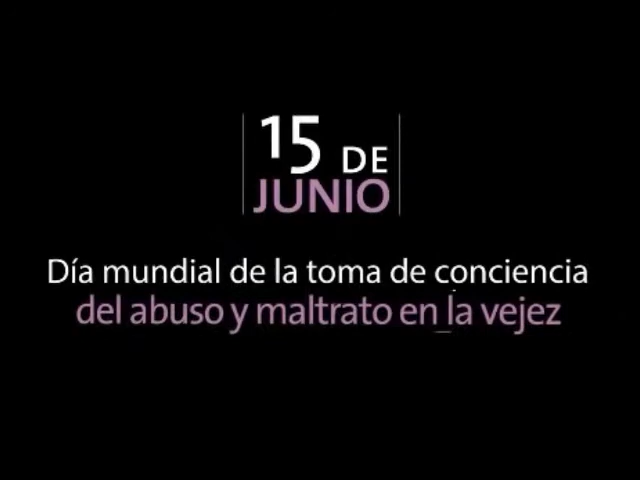 15 DE
JUNIO
Día mundial de la toma de conciencia
del abuso y maltrato en la vejez